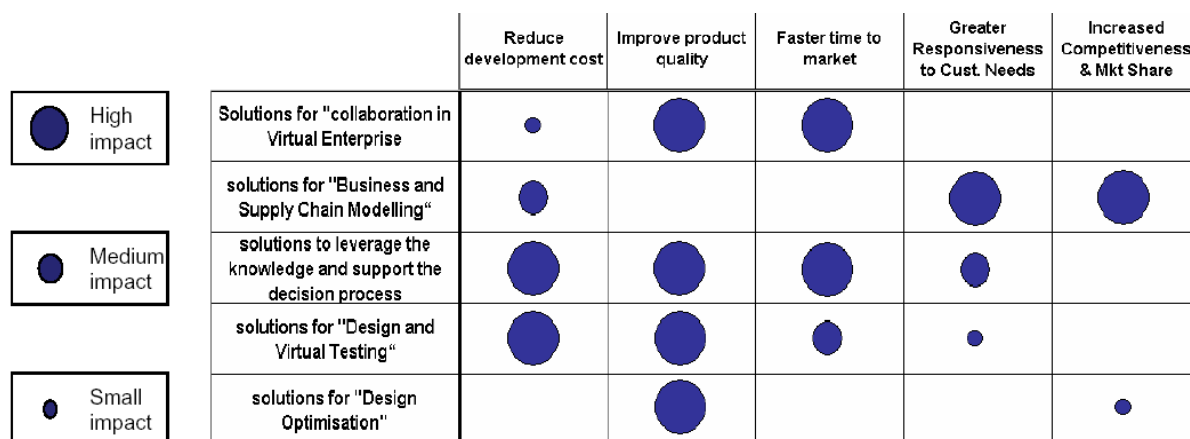 Reduce
development cost
Improve product
quality
Faster time to
market
Greater
Responsiveness
to Cust. Needs
Increased
Competitiveness
& Mkt Share
High
impact
Solutions for "collaboration in
Virtual Enterprise
solutions for "Business and
Supply Chain Modelling“
Medium
impact
solutions to leverage the
knowledge and support the
decision process
solutions for "Design and
Virtual Testing“
Small
impact
solutions for "Design
Optimisation"